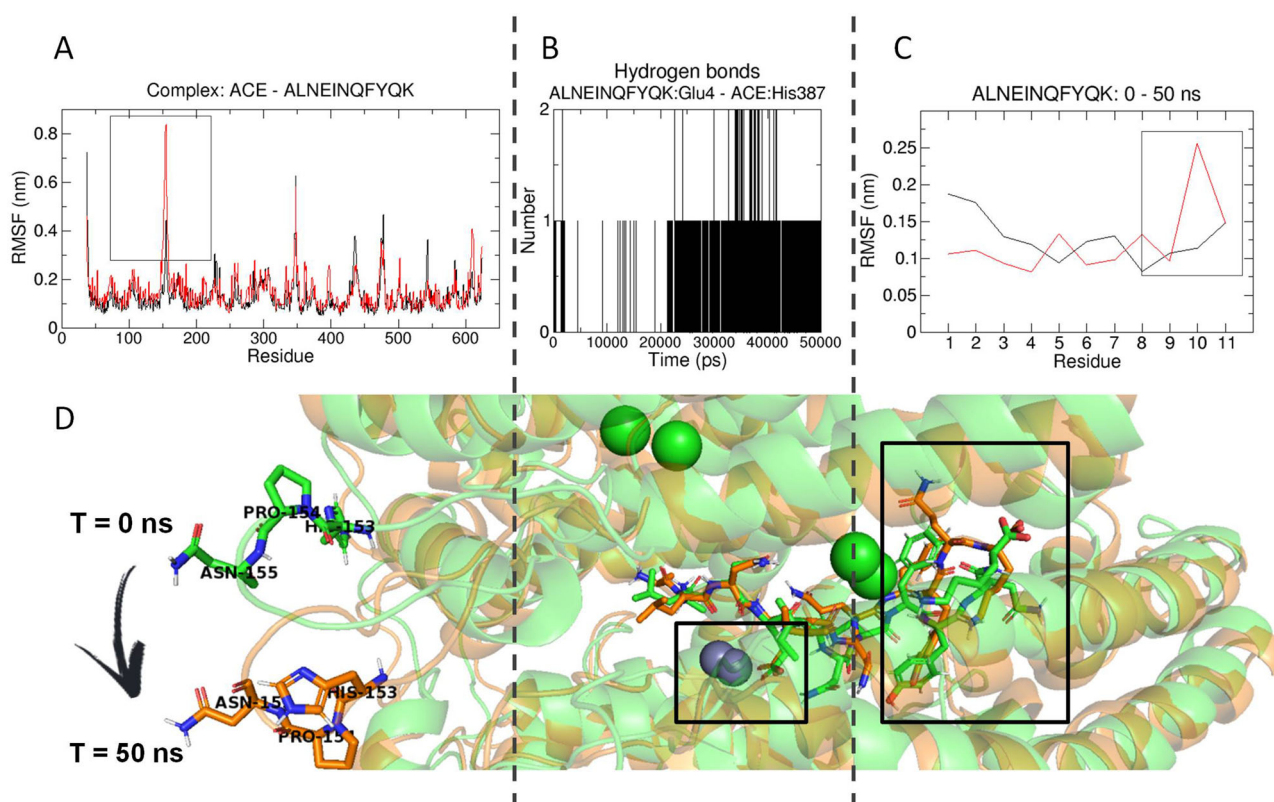 A
B
C
Complex: ACE - ALNEINQFYQK
RMSF (nm)
0.8
0.6
0.4
0.2
0
0
100
200
300
400
500
600
Residue
Hydrogen bonds
ALNEINQFYQK:Glu4 - ACE:His387
Number
2
1
0
0
10000
20000
30000
40000
50000
Time (ps)
ALNEINQFYQK: 0 - 50 ns
RMSF (nm)
0.25
0.2
0.15
0.1
0.05
0
1 2 3 4 5 6 7 8 9 10 11
Residue
D
T = 0 ns
PRO-154
ASN-155
T = 50 ns
HIS-153